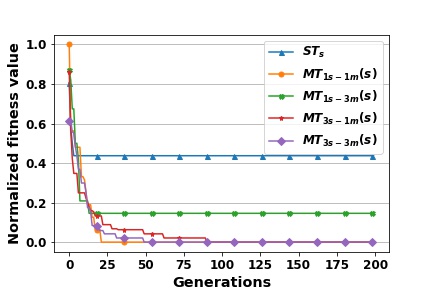 Normalized fitness value
1.0
0.8
0.6
0.4
0.2
0.0
0 25 50 75 100 125 150 175 200
Generations
STₛ
MT₁ₛ₋₁ₘ(s)
MT₁ₛ₋₃ₘ(s)
MT₃ₛ₋₁ₘ(s)
MT₃ₛ₋₃ₘ(s)